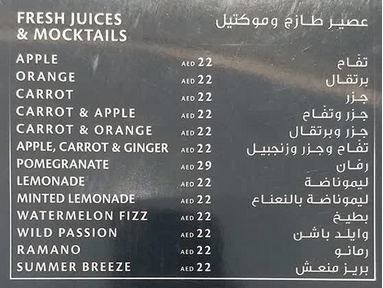 FRESH JUICES & MOCKTAILS عصير طازج وموكتيل
APPLE AED 22 تفاح
ORANGE AED 22 برتقال
CARROT AED 22 جزر
CARROT & APPLE AED 22 جزر وتفاح
CARROT & ORANGE AED 22 جزر وبرتقال
APPLE, CARROT & GINGER AED 22 تفاح وجزر وزنجبيل
POMEGRANATE AED 29 رمان
LEMONADE AED 22 ليموناضة
MINTED LEMONADE AED 22 ليموناضة بالنعناع
WATERMELON FIZZ AED 22 بطيخ
WILD PASSION AED 22 وايلد باشن
RAMANO AED 22 رمانو
SUMMER BREEZE AED 22 بريز منعش